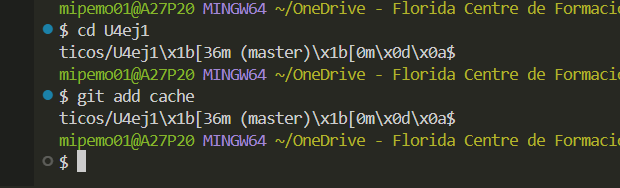 mipemo01@A27P20 MINGW64 ~/OneDrive - Florida Centre de Formacio
$ cd U4ej1
ticos/U4ej1\x1b[36m (master)\x1b[0m\x0d\x0a$
mipemo01@A27P20 MINGW64 ~/OneDrive - Florida Centre de Formacio
$ git add cache
ticos/U4ej1\x1b[36m (master)\x1b[0m\x0d\x0a$
mipemo01@A27P20 MINGW64 ~/OneDrive - Florida Centre de Formacio
$